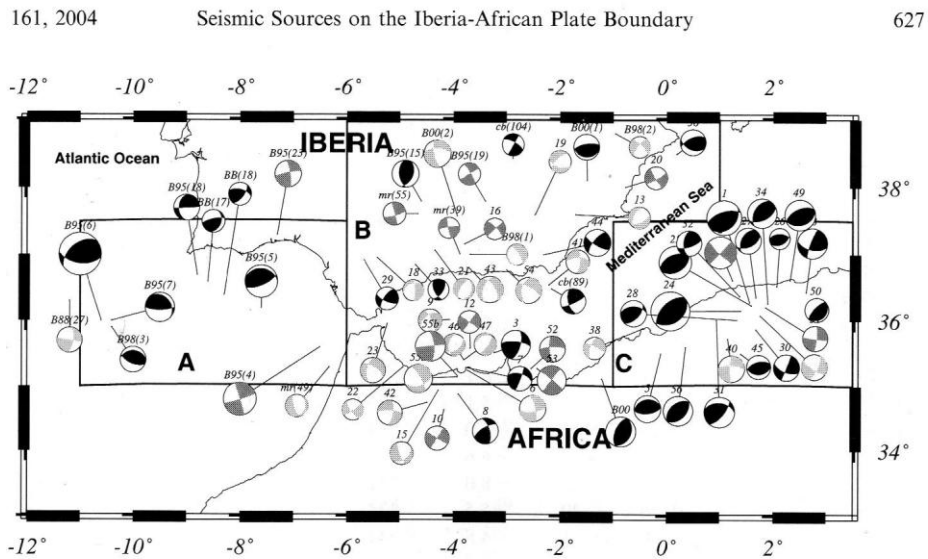 161, 2004 Seismic Sources on the Iberia-African Plate Boundary 627
-12° -10° -8° -6° -4° -2° 0° 2°
IBERIA
Atlantic Ocean
B00(2)
cb(104)
B00(1)
B98(2)
B95(23)
B95(15)
B95(19)
19
20
38°
B95(18)
BB(18)
BB(17)
mr(55)
mr(39)
16
13
Mediterranean Sea
1
34
49
B95(6)
B
B98(1)
44
41
52
B95(5)
B95(7)
29
18
33
21
43
54
cb(89)
24
28
50
36°
B88(27)
B98(3)
A
9
12
55b
46
47
3
52
38
C
23
53
40
45
30
B95(4)
mr(49)
22
42
6
5
56
51
15
10
8
AFRICA
B00
34°
-12° -10° -8° -6° -4° -2° 0° 2°